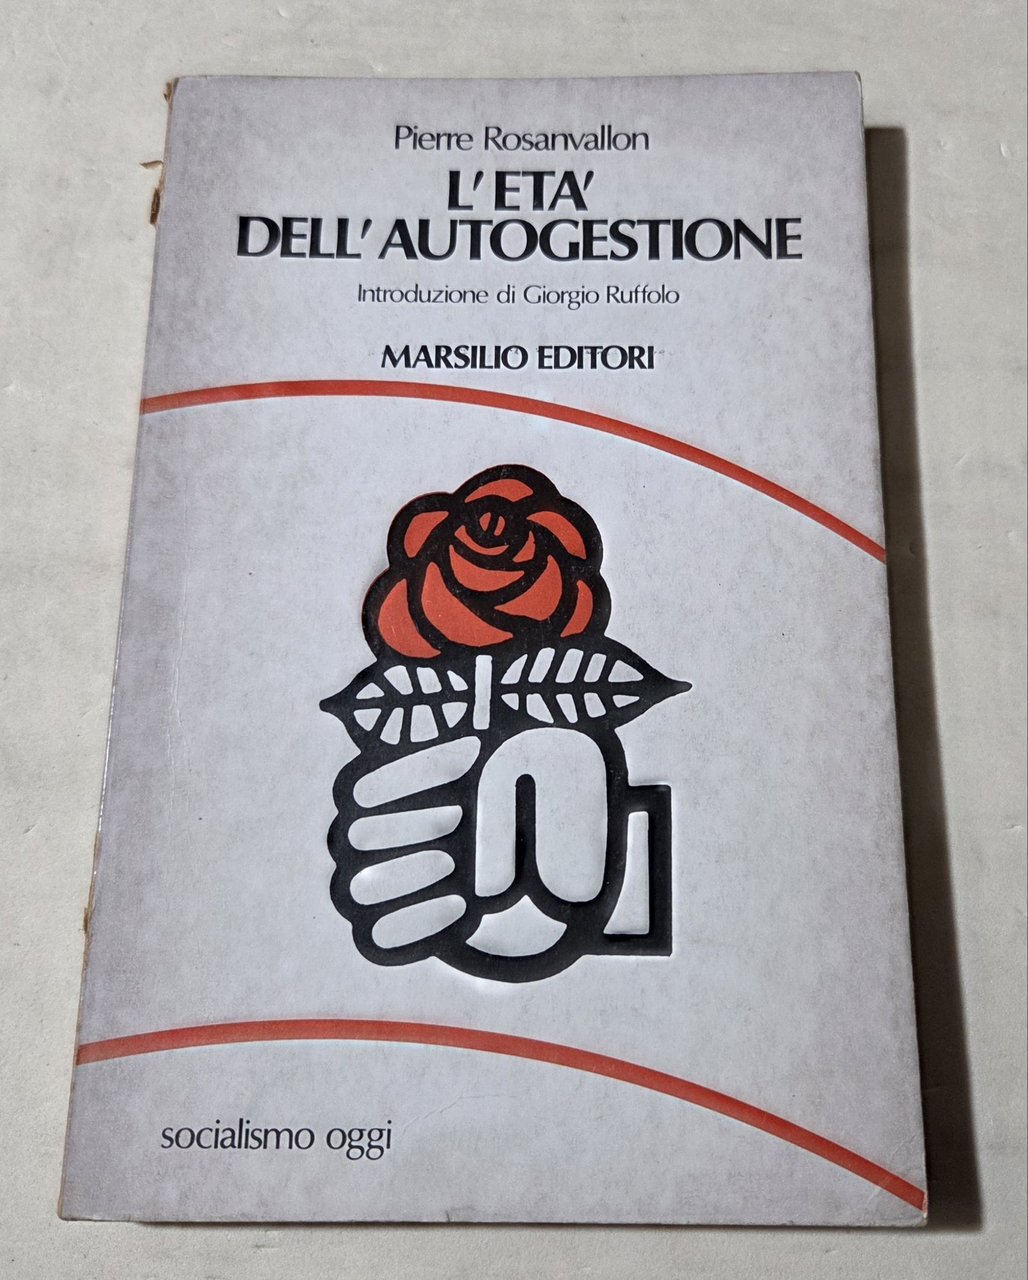 Pierre Rosanvallon
L'ETA'
DELL'AUTOGESTIONE
Introduzione di Giorgio Ruffolo
MARSILIO EDITORI
socialismo oggi